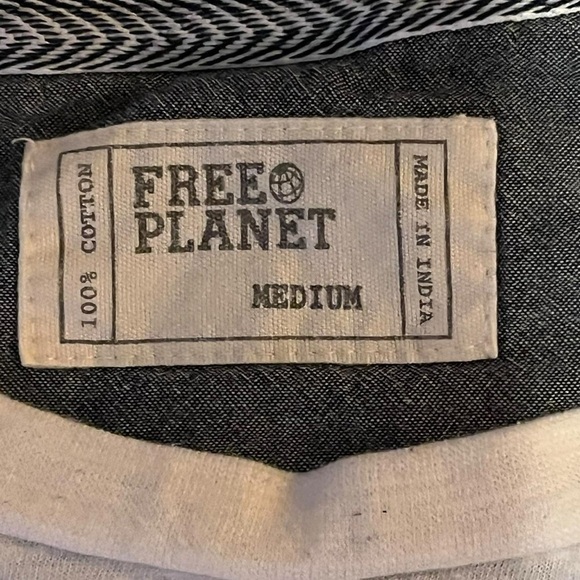 100% COTTON
FREE
PLANET
MEDIUM
MADE IN INDIA